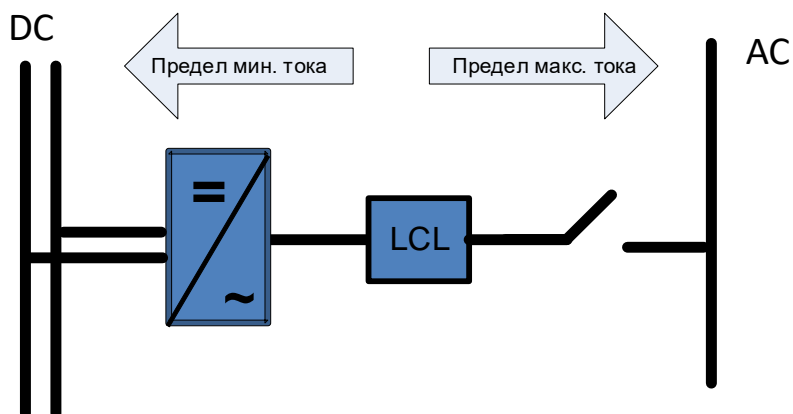 DC
Предел мин. тока
Предел макс. тока
AC
=
~
LCL